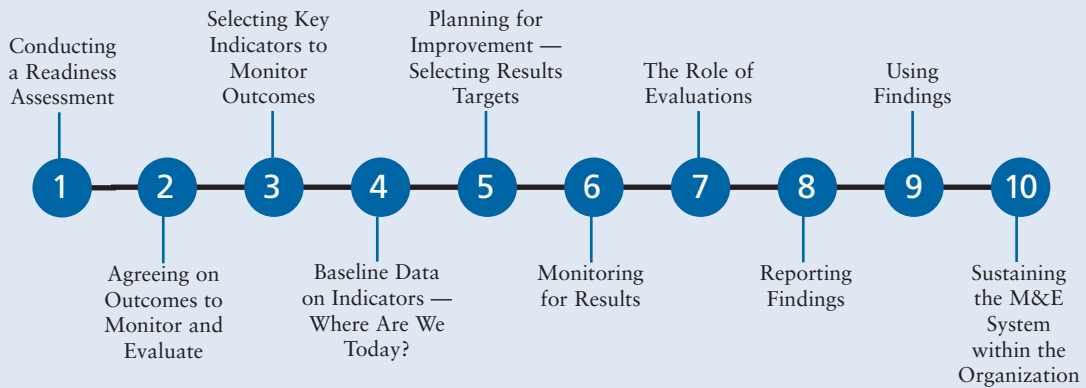 Conducting
a Readiness
Assessment
1
Agreeing on
Outcomes to
Monitor and
Evaluate
2
Selecting Key
Indicators to
Monitor
Outcomes
3
Baseline Data
on Indicators —
Where Are We
Today?
4
Planning for
Improvement —
Selecting Results
Targets
5
Monitoring
for Results
6
The Role of
Evaluations
7
Reporting
Findings
8
Using
Findings
9
Sustaining
the M&E
System
within the
Organization
10